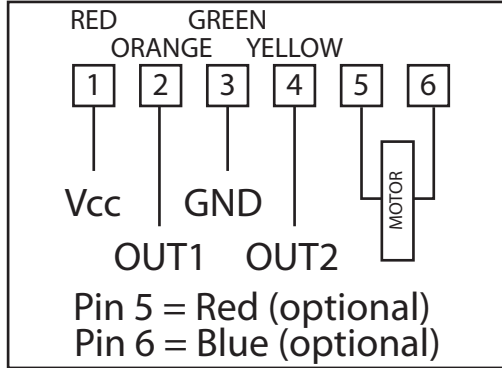 RED GREEN
ORANGE YELLOW
1 2 3 4 5 6
MOTOR
Vcc GND
OUT1 OUT2
Pin 5 = Red (optional)
Pin 6 = Blue (optional)